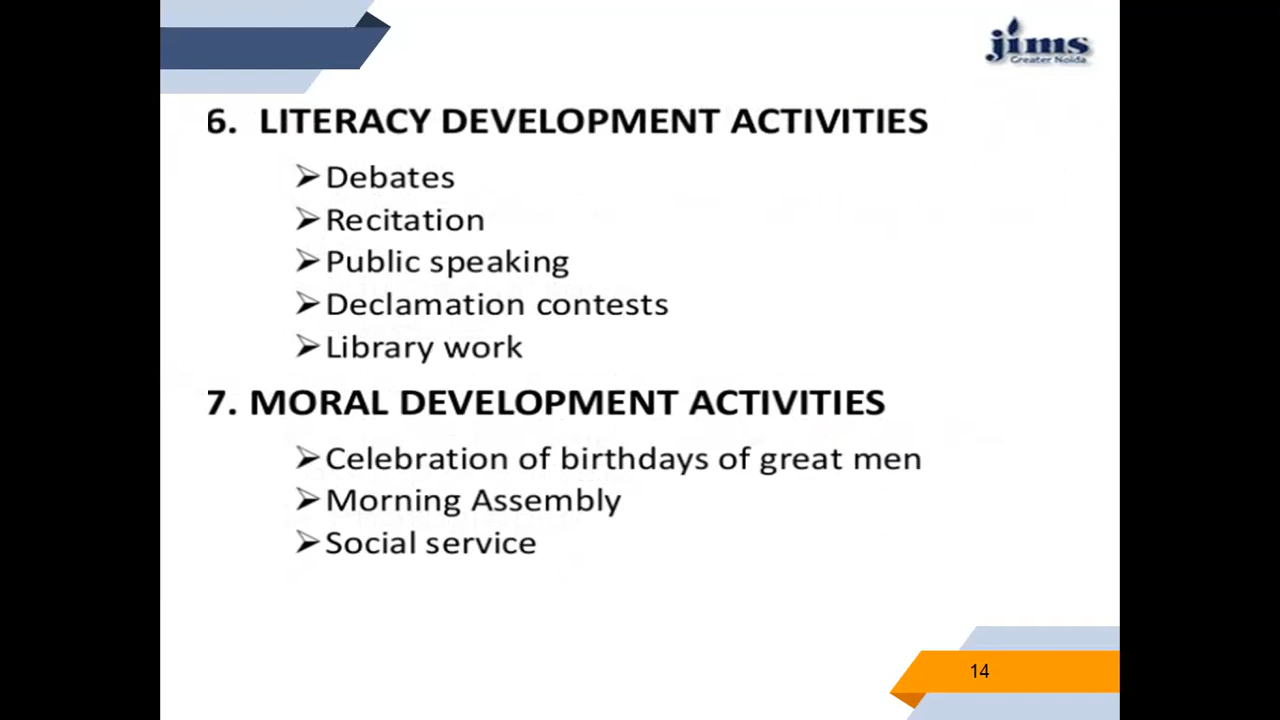 jims
Greater Noida
6. LITERACY DEVELOPMENT ACTIVITIES
➢Debates
➢Recitation
➢Public speaking
➢Declamation contests
➢Library work
7. MORAL DEVELOPMENT ACTIVITIES
➢Celebration of birthdays of great men
➢Morning Assembly
➢Social service
14